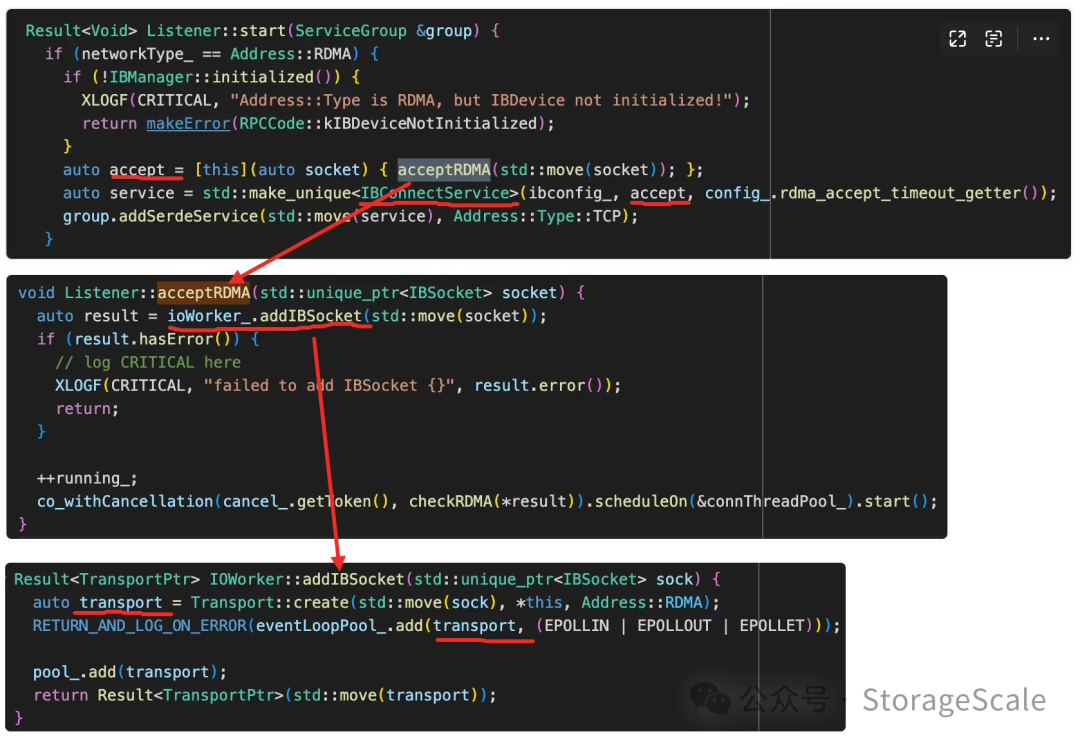 Result<Void> Listener::start(ServiceGroup &group) {
  if (networkType_ == Address::RDMA) {
    if (!IBManager::initialized()) {
      XLOGF(CRITICAL, "Address::Type is RDMA, but IBDevice not initialized!");
      return makeError(RPCCode::kIBDeviceNotInitialized);
    }
    auto accept = [this](auto socket) { acceptRDMA(std::move(socket)); };
    auto service = std::make_unique<IBConnectService>(ibconfig_, accept, config_.rdma_accept_timeout_getter());
    group.addSerdeService(std::move(service), Address::Type::TCP);
  }
void Listener::acceptRDMA(std::unique_ptr<IBSocket> socket) {
  auto result = ioWorker_.addIBSocket(std::move(socket));
  if (result.hasError()) {
    // log CRITICAL here
    XLOGF(CRITICAL, "failed to add IBSocket {}", result.error());
    return;
  }
  ++running_;
  co_withCancellation(cancel_.getToken(), checkRDMA(*result)).scheduleOn(&connThreadPool_).start();
}
Result<TransportPtr> IOWorker::addIBSocket(std::unique_ptr<IBSocket> sock) {
  auto transport = Transport::create(std::move(sock), *this, Address::RDMA);
  RETURN_AND_LOG_ON_ERROR(eventLoopPool_.add(transport, (EPOLLIN | EPOLLOUT | EPOLLET)));
  pool_.add(transport);
  return Result<TransportPtr>(std::move(transport));
}
公众号 · StorageScale